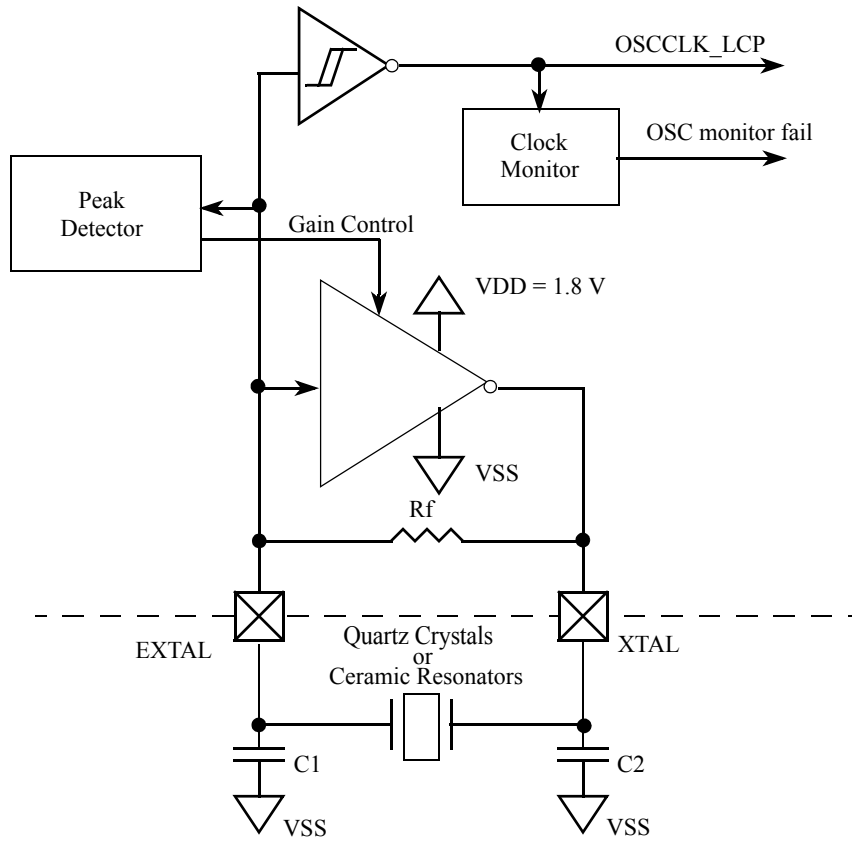 OSCCLK_LCP
Clock
Monitor
OSC monitor fail
Peak
Detector
Gain Control
VDD = 1.8 V
VSS
Rf
EXTAL
Quartz Crystals
or
Ceramic Resonators
XTAL
C1
C2
VSS
VSS